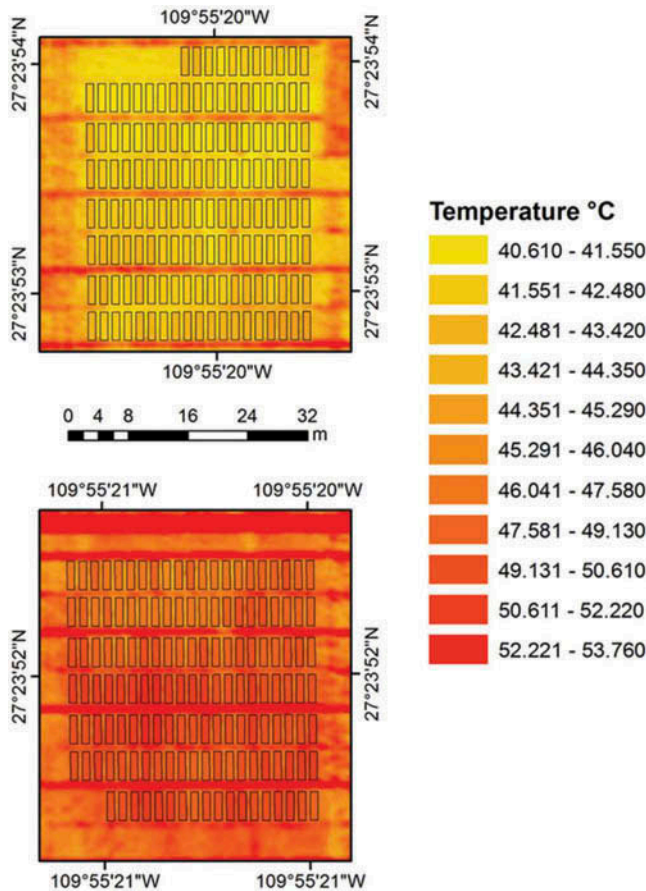 109°55'20"W
27°23'54"N
27°23'54"N
27°23'53"N
27°23'53"N
109°55'20"W
0 4 8 16 24 32
m
109°55'21"W 109°55'20"W
27°23'52"N
27°23'52"N
109°55'21"W 109°55'21"W
Temperature °C
40.610 - 41.550
41.551 - 42.480
42.481 - 43.420
43.421 - 44.350
44.351 - 45.290
45.291 - 46.040
46.041 - 47.580
47.581 - 49.130
49.131 - 50.610
50.611 - 52.220
52.221 - 53.760